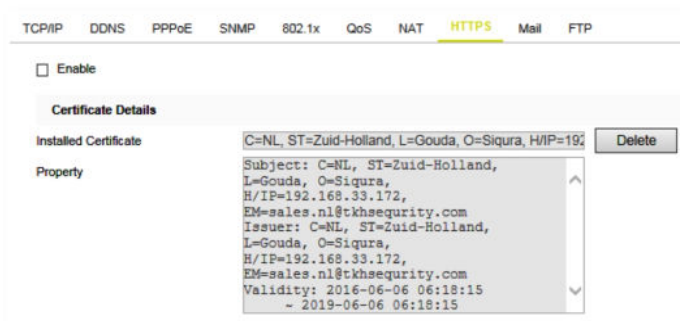 TCP/IP DDNS PPPoE SNMP 802.1x QoS NAT HTTPS Mail FTP
Enable
Certificate Details
Installed Certificate C=NL, ST=Zuid-Holland, L=Gouda, O=Siqura, H/IP=192 Delete
Property Subject: C=NL, ST=Zuid-Holland,
L=Gouda, O=Siqura,
H/IP=192.168.33.172,
EM=sales.nl@tkhsequrity.com
Issuer: C=NL, ST=Zuid-Holland,
L=Gouda, O=Siqura,
H/IP=192.168.33.172,
EM=sales.nl@tkhsequrity.com
Validity: 2016-06-06 06:18:15
~ 2019-06-06 06:18:15